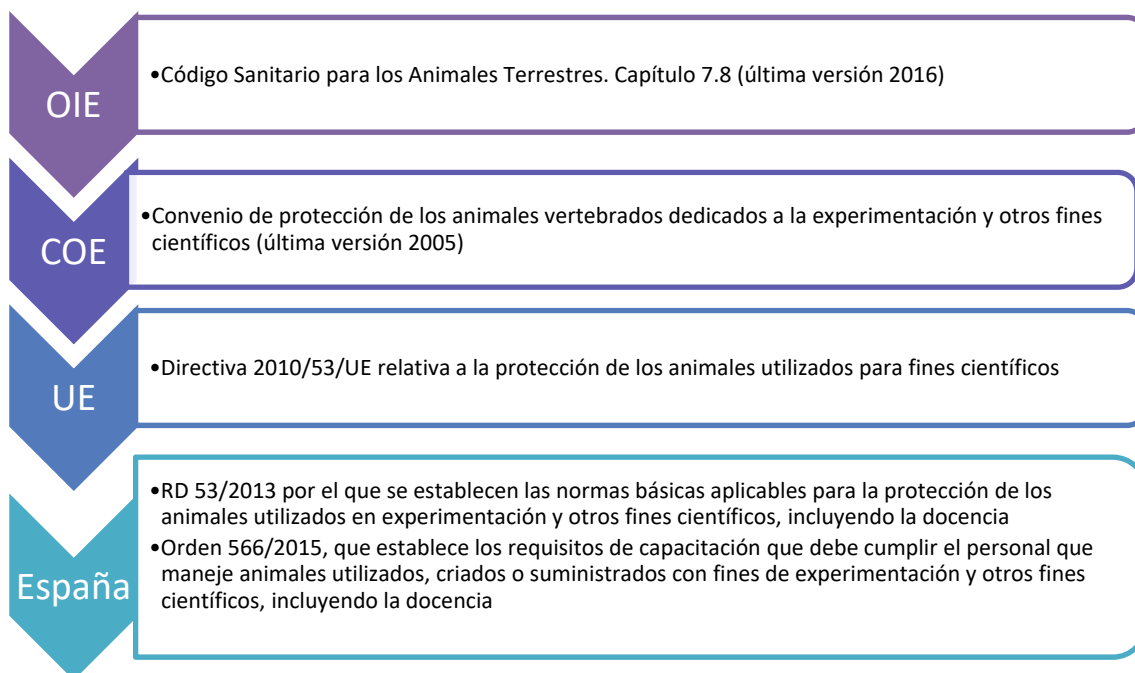 OIE
•Código Sanitario para los Animales Terrestres. Capítulo 7.8 (última versión 2016)
COE
•Convenio de protección de los animales vertebrados dedicados a la experimentación y otros fines
científicos (última versión 2005)
UE
•Directiva 2010/53/UE relativa a la protección de los animales utilizados para fines científicos
España
•RD 53/2013 por el que se establecen las normas básicas aplicables para la protección de los
animales utilizados en experimentación y otros fines científicos, incluyendo la docencia
•Orden 566/2015, que establece los requisitos de capacitación que debe cumplir el personal que
maneje animales utilizados, criados o suministrados con fines de experimentación y otros fines
científicos, incluyendo la docencia